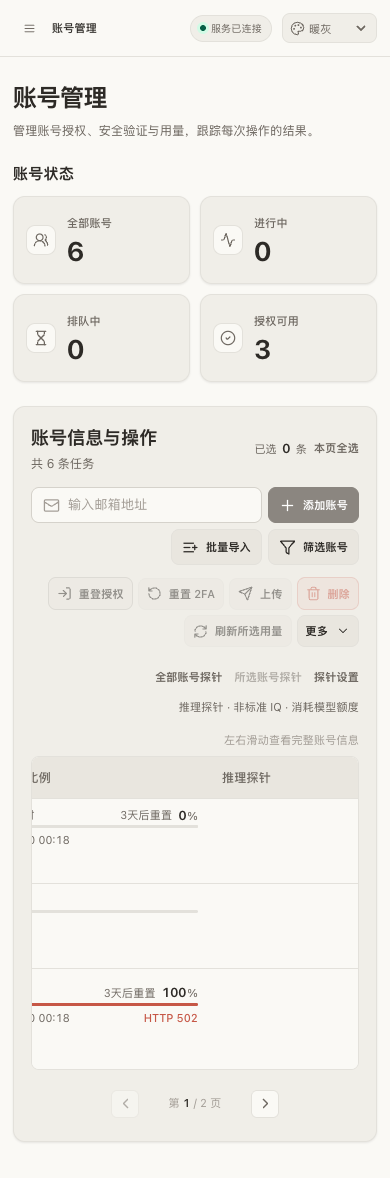 账号管理
服务已连接
暖灰
账号管理
管理账号授权、安全验证与用量，跟踪每次操作的结果。
账号状态
全部账号
6
进行中
0
排队中
0
授权可用
3
账号信息与操作
共 6 条任务
已选 0 条 本页全选
输入邮箱地址
添加账号
批量导入
筛选账号
重登授权
重置 2FA
上传
删除
刷新所选用量
更多
全部账号探针 所选账号探针 探针设置
推理探针 · 非标准 IQ · 消耗模型额度
左右滑动查看完整账号信息
比例 推理探针
3天后重置 0%
00:18
3天后重置 100%
00:18 HTTP 502
第 1 / 2 页